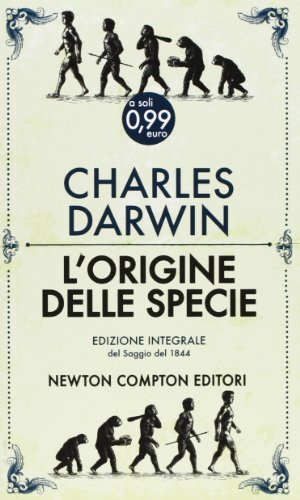 a soli
0,99
euro
CHARLES
DARWIN
L'ORIGINE
DELLE SPECIE
EDIZIONE INTEGRALE
del Saggio del 1844
NEWTON COMPTON EDITORI